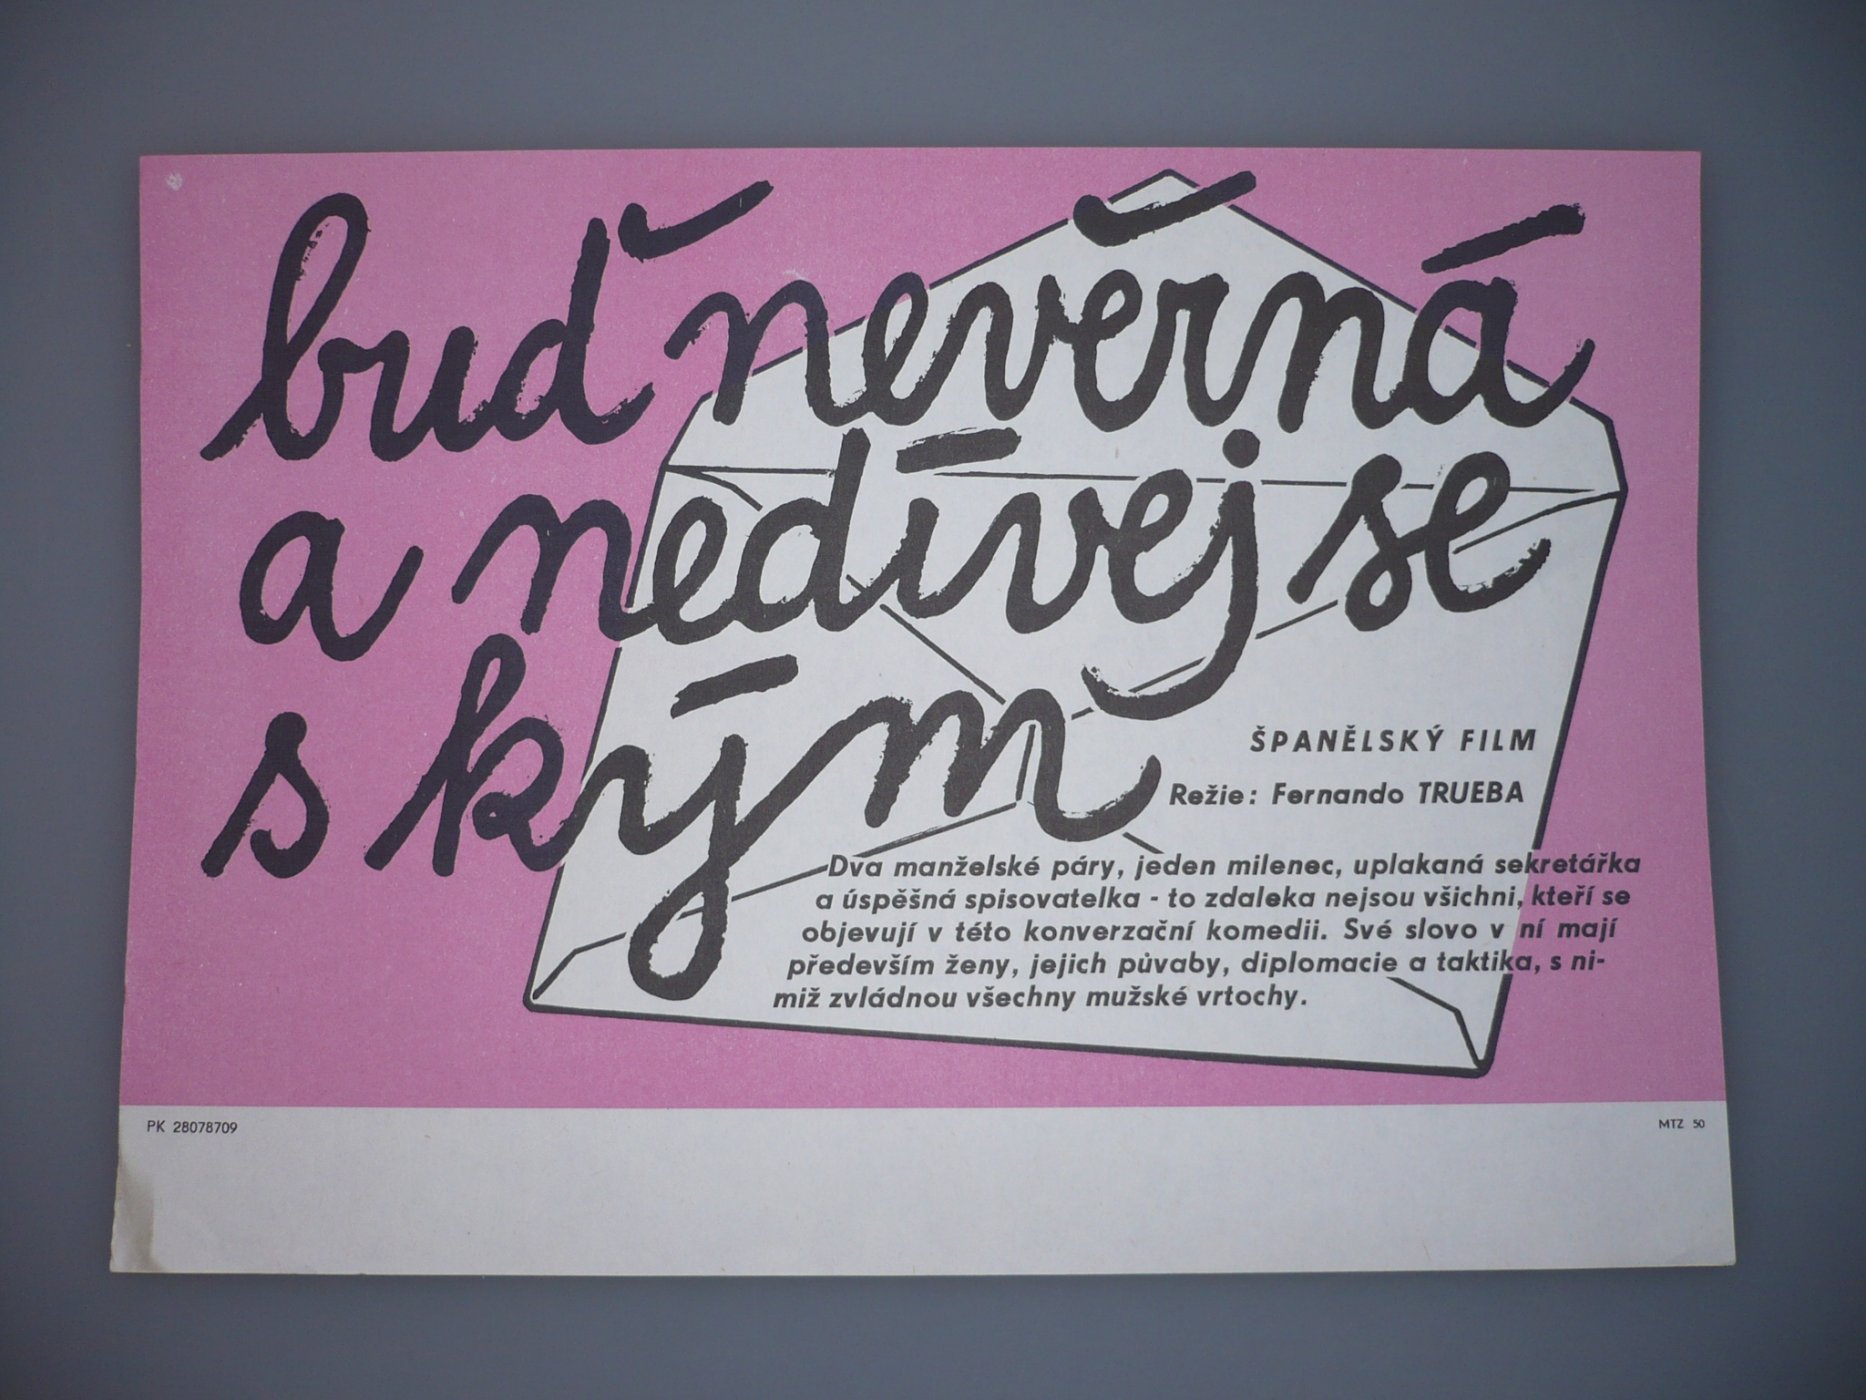 buď nevěrná
a nedívej se
s kým
ŠPANĚLSKÝ FILM
Režie: Fernando TRUEBA
Dva manželské páry, jeden milenec, uplakaná sekretářka
a úspěšná spisovatelka - to zdaleka nejsou všichni, kteří se
objevují v této konverzační komedii. Své slovo v ní mají
především ženy, jejich půvaby, diplomacie a taktika, s ni-
miž zvládnou všechny mužské vrtochy.
PK 28078709
MTZ 50